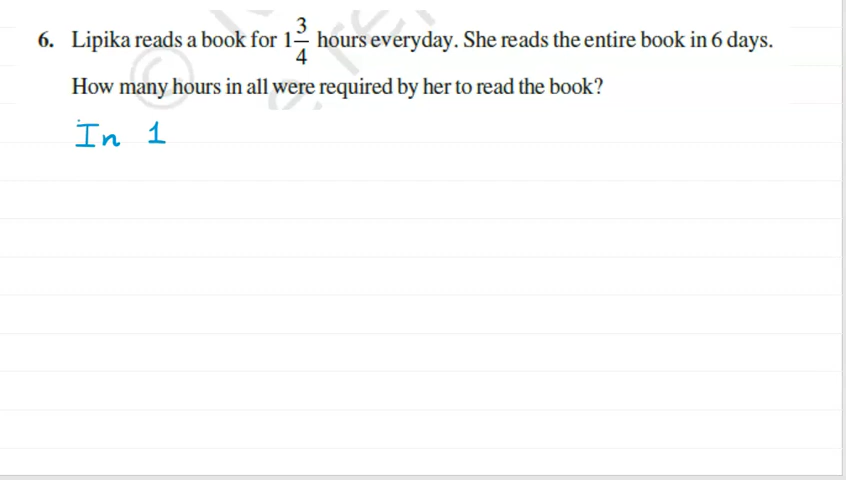 6. Lipika reads a book for 1 3/4 hours everyday. She reads the entire book in 6 days.
How many hours in all were required by her to read the book?
In 1